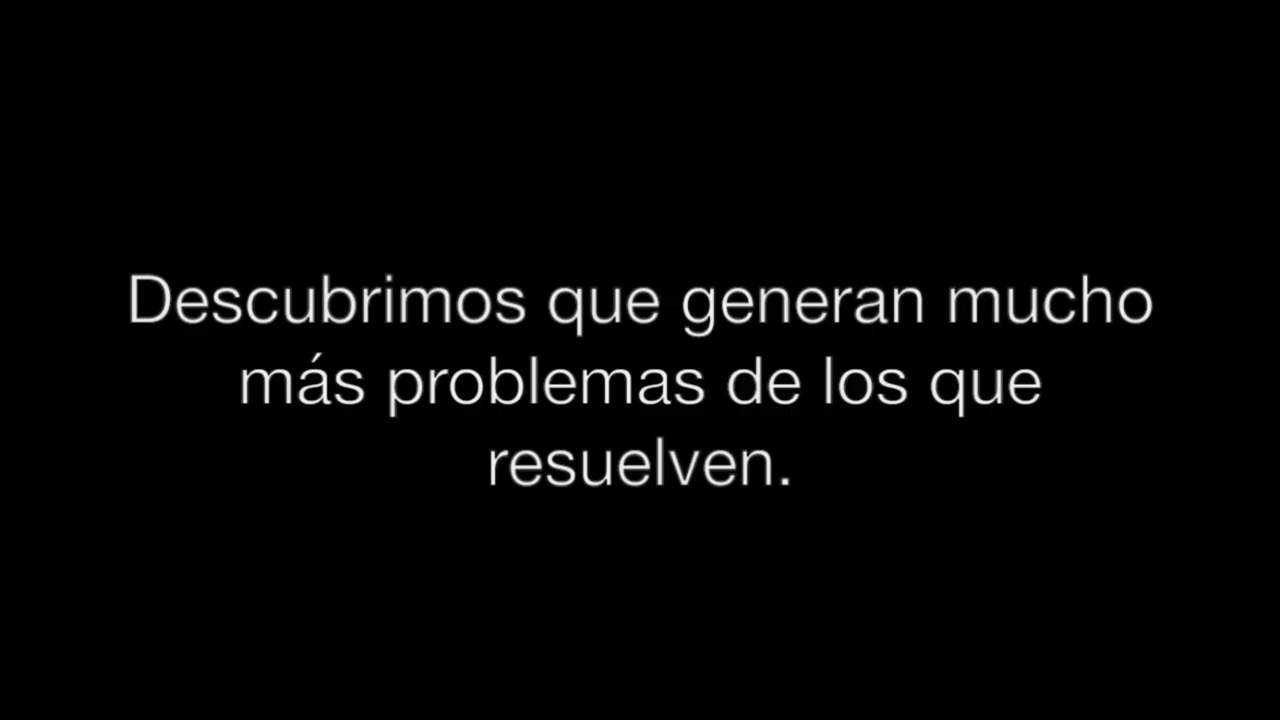 Descubrimos que generan mucho
más problemas de los que
resuelven.